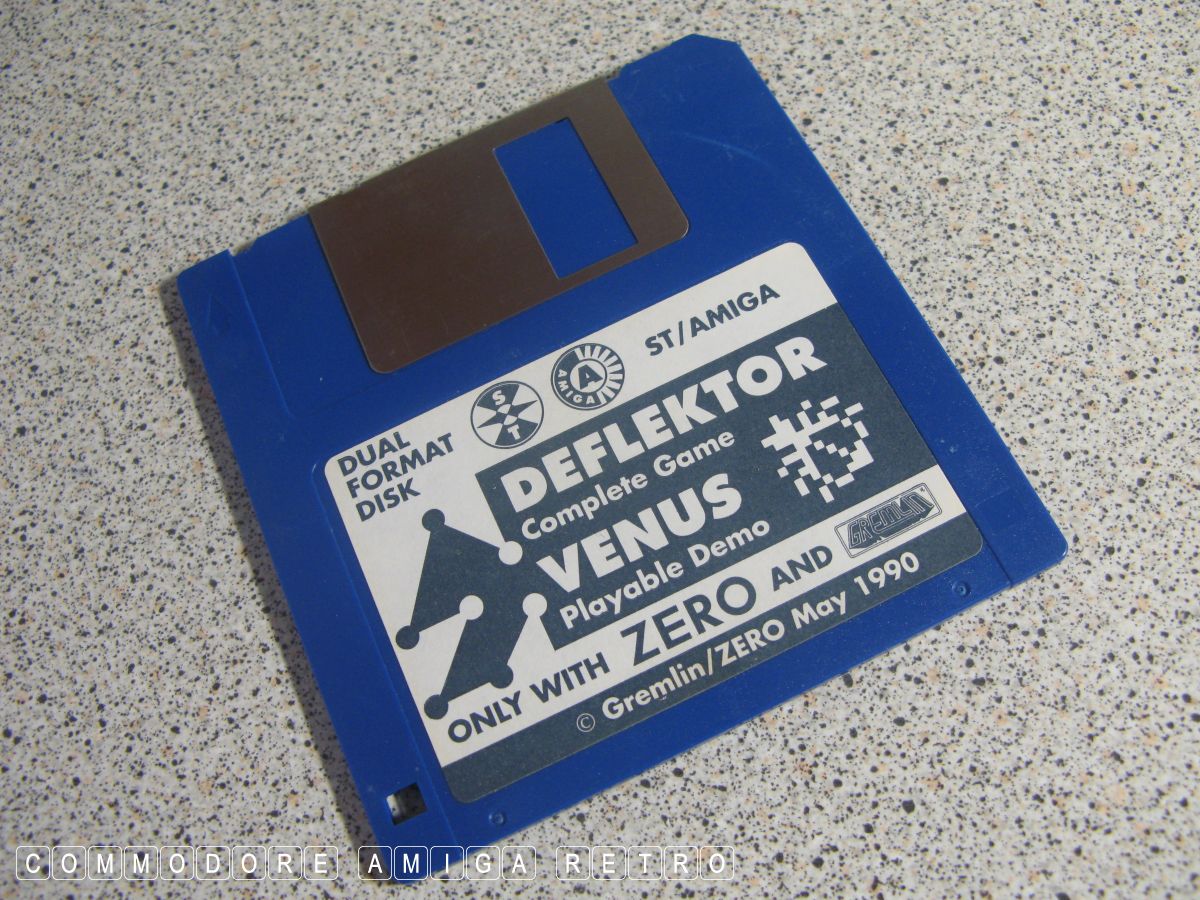 ST/AMIGA
DUAL
FORMAT
DISK
S
T
A
AMIGA
DEFLEKTOR
Complete Game
VENUS
Playable Demo
ONLY WITH ZERO AND GREMLIN
© Gremlin/ZERO May 1990
COMMODORE AMIGA RETRO